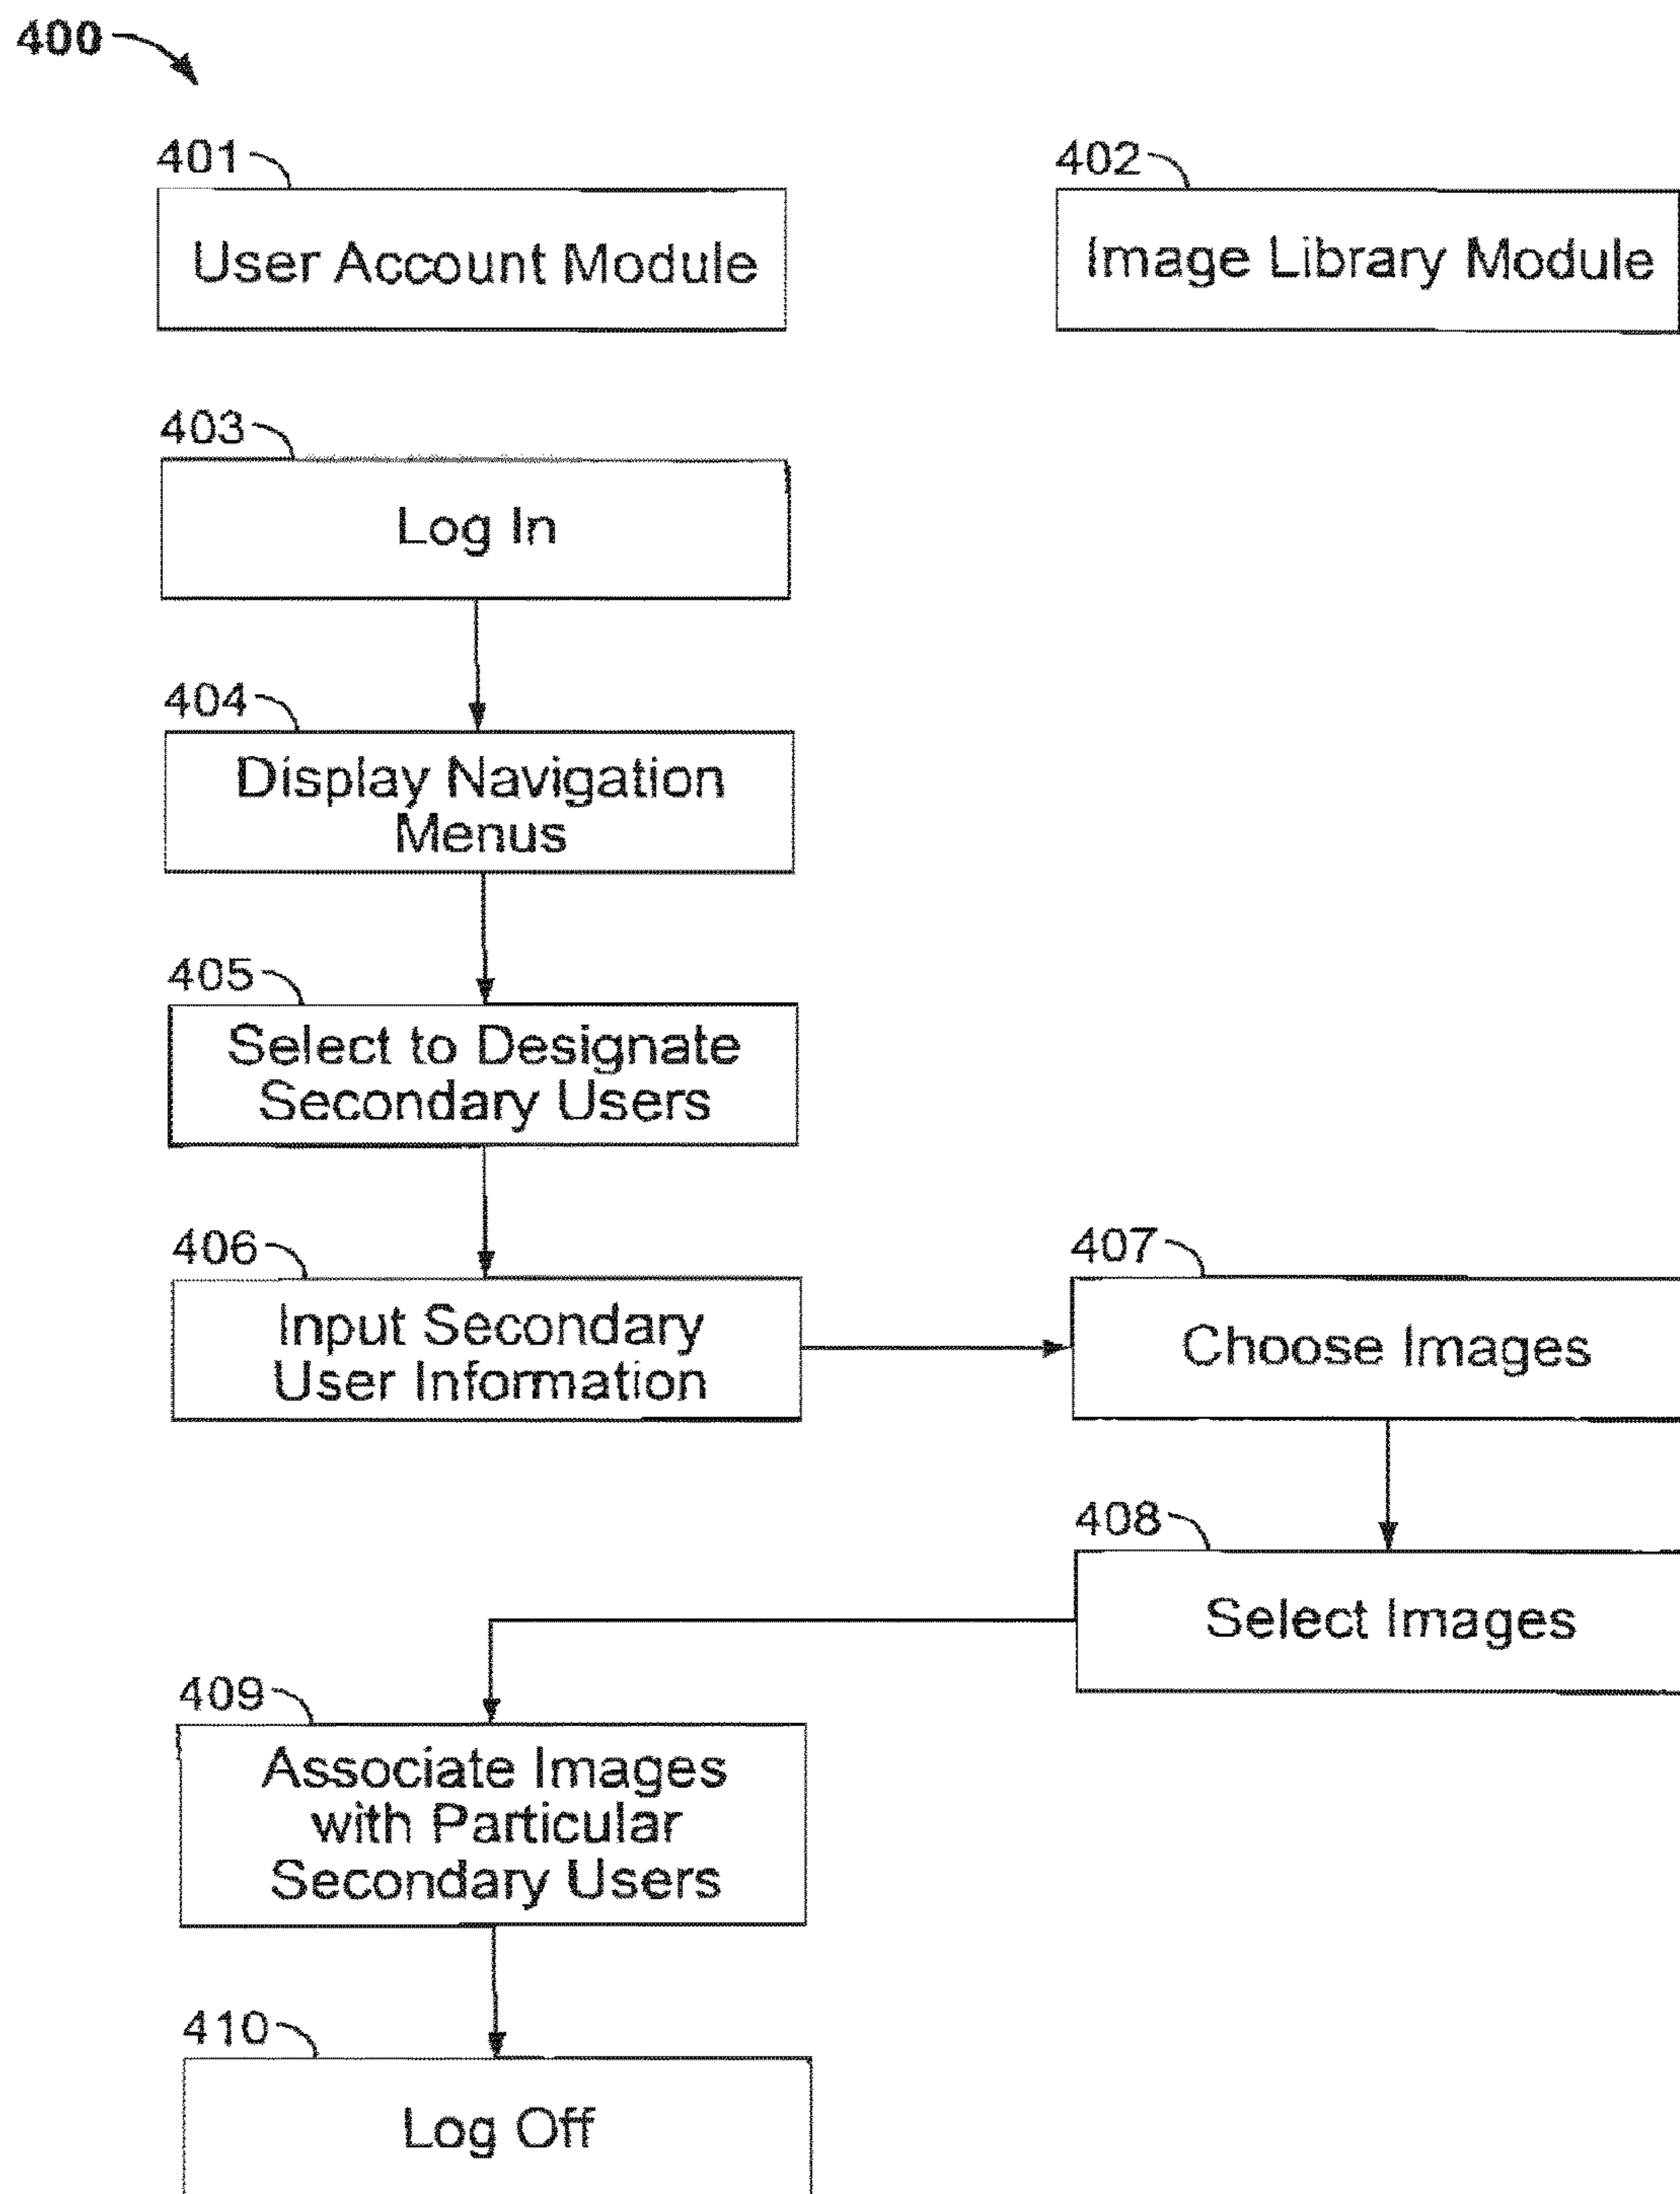 400
401
User Account Module
402
Image Library Module
403
Log In
404
Display Navigation
Menus
405
Select to Designate
Secondary Users
406
Input Secondary
User Information
407
Choose Images
408
Select Images
409
Associate Images
with Particular
Secondary Users
410
Log Off